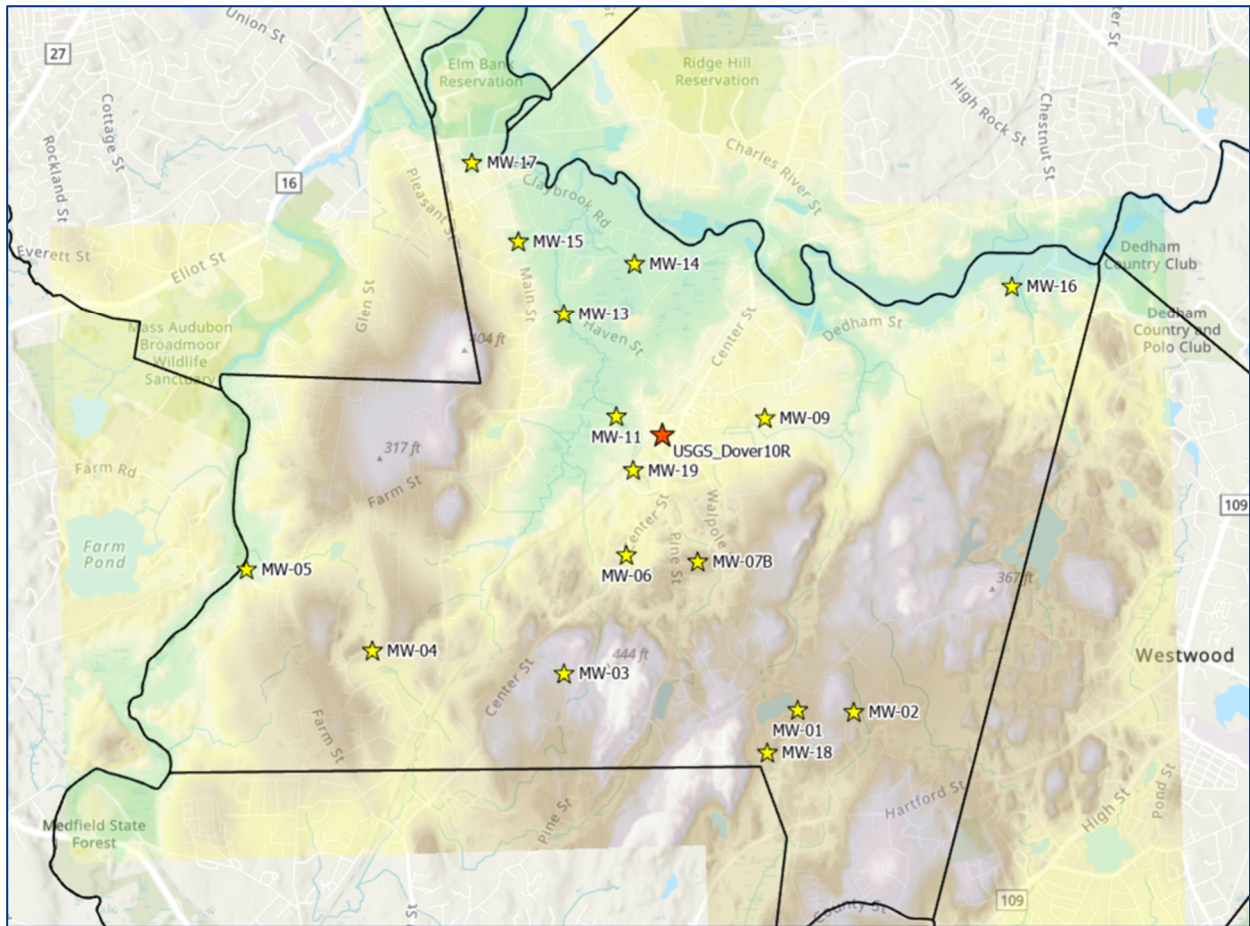 Union St
27
Elm Bank
Reservation
Ridge Hill
Reservation
ter St
St
High Rock St
Chestnut St
Cottage St
Rockland St
16
MW-17
Pleasant St
Claybrook Rd
Charles River St
Everett St
Eliot St
MW-15
MW-14
Dedham
Country Club
MW-16
Glen St
Main St
MW-13
Haven St
Center St
Dedham St
Dedham
Country and
Polo Club
Mass Audubon
Broadmoor
Wildlife
Sanctuary
404 ft
MW-11
MW-09
USGS_Dover10R
317 ft
Farm Rd
Farm St
MW-19
Walpole
109
Center St
Pine St
Farm
Pond
MW-05
MW-06
MW-07B
367 ft
MW-04
444 ft
MW-03
Center St
Westwood
MW-01
MW-02
Farm St
MW-18
Hartford St
High St
Pond St
Pine St
Medfield State
Forest
109
County St
St